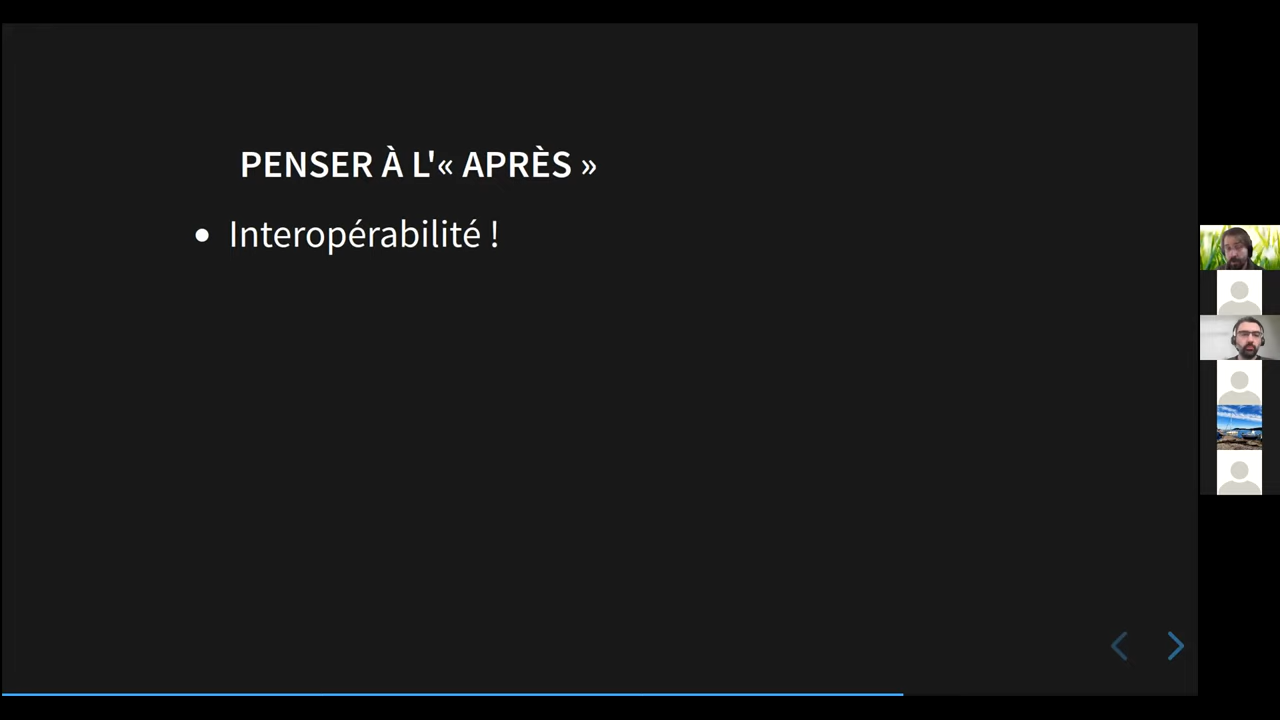 PENSER À L'« APRÈS »
Interopérabilité !